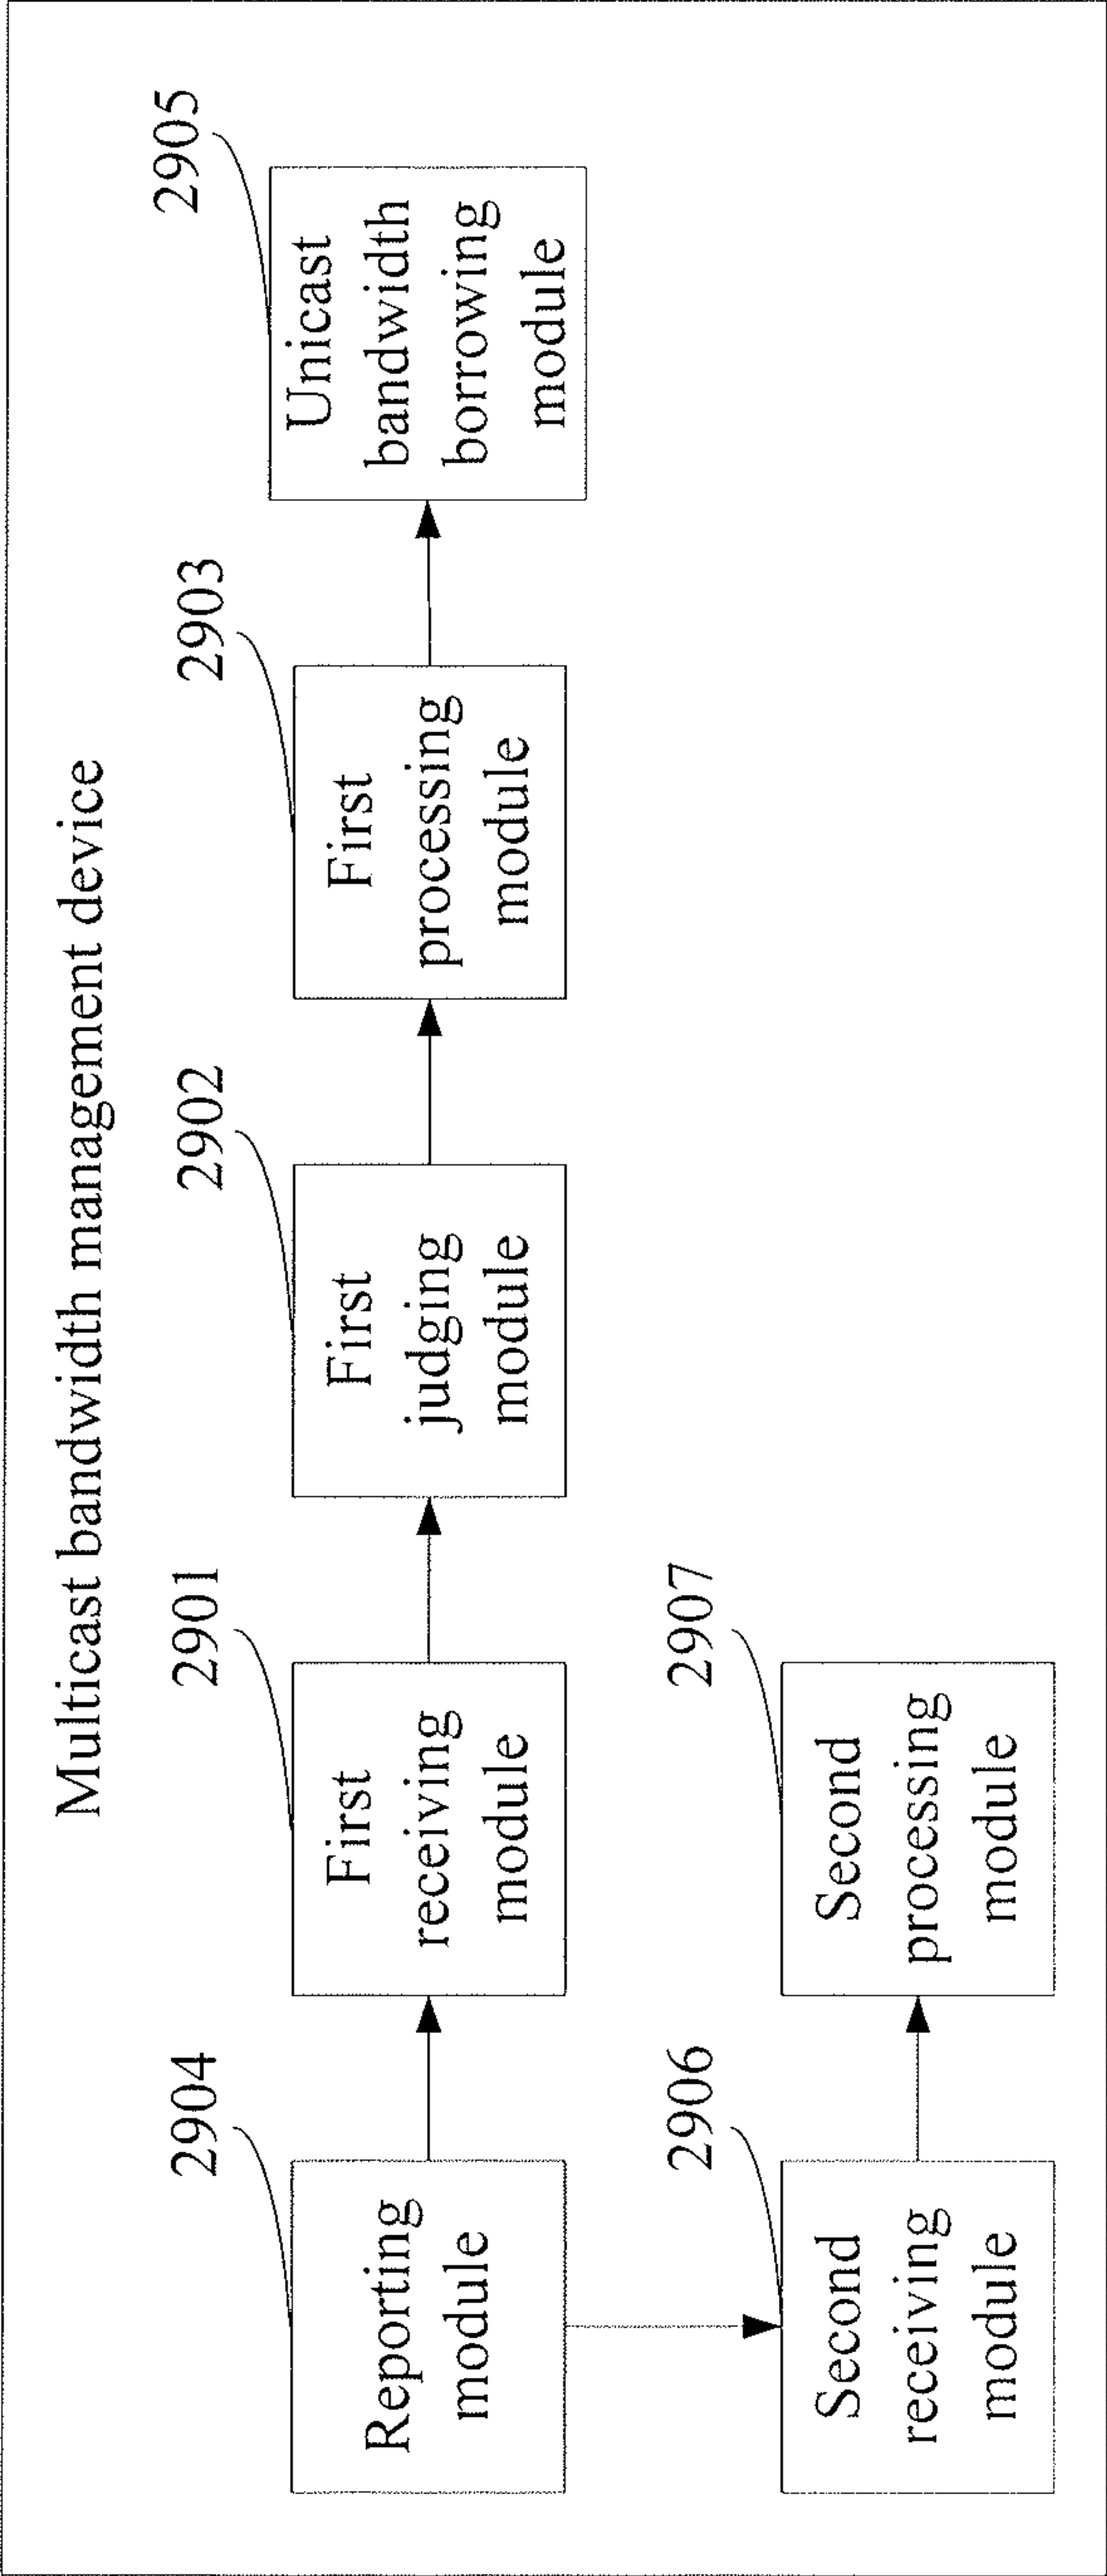 Multicast bandwidth management device
2904
2901
2902
2903
2905
Reporting
module
First
receiving
module
First
judging
module
First
processing
module
Unicast
bandwidth
borrowing
module
2906
2907
Second
receiving
module
Second
processing
module